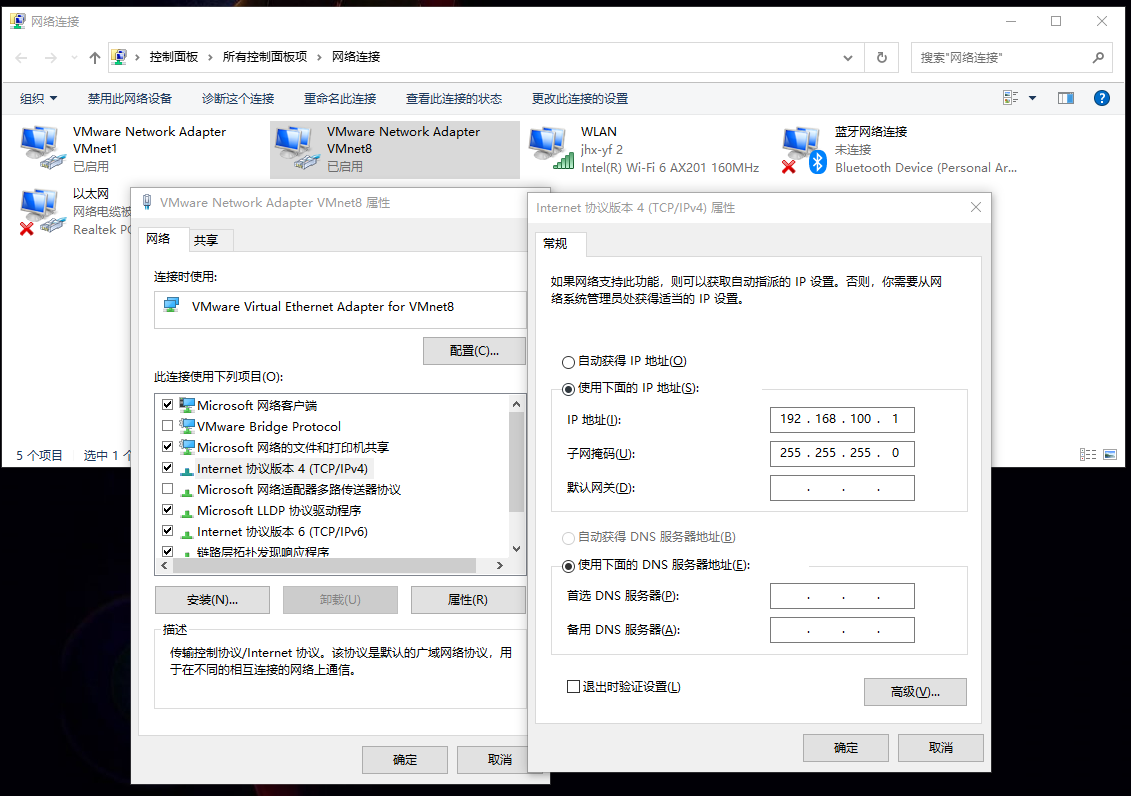 网络连接
控制面板 › 所有控制面板项 › 网络连接
搜索"网络连接"
组织 禁用此网络设备 诊断这个连接 重命名此连接 查看此连接的状态 更改此连接的设置
VMware Network Adapter
VMnet1
已启用
VMware Network Adapter
VMnet8
已启用
WLAN
jhx-yf 2
Intel(R) Wi-Fi 6 AX201 160MHz
蓝牙网络连接
未连接
Bluetooth Device (Personal Ar...
以太网
网络电缆被
Realtek PC
5 个项目 选中 1 个
VMware Network Adapter VMnet8 属性
网络 共享
连接时使用:
VMware Virtual Ethernet Adapter for VMnet8
配置(C)...
此连接使用下列项目(O):
Microsoft 网络客户端
VMware Bridge Protocol
Microsoft 网络的文件和打印机共享
Internet 协议版本 4 (TCP/IPv4)
Microsoft 网络适配器多路传送器协议
Microsoft LLDP 协议驱动程序
Internet 协议版本 6 (TCP/IPv6)
链路层拓扑发现响应程序
安装(N)... 卸载(U) 属性(R)
描述
传输控制协议/Internet 协议。该协议是默认的广域网络协议，用
于在不同的相互连接的网络上通信。
确定 取消
Internet 协议版本 4 (TCP/IPv4) 属性
常规
如果网络支持此功能，则可以获取自动指派的 IP 设置。否则，你需要从网
络系统管理员处获得适当的 IP 设置。
自动获得 IP 地址(O)
使用下面的 IP 地址(S):
IP 地址(I): 192 . 168 . 100 . 1
子网掩码(U): 255 . 255 . 255 . 0
默认网关(D): . . .
自动获得 DNS 服务器地址(B)
使用下面的 DNS 服务器地址(E):
首选 DNS 服务器(P): . . .
备用 DNS 服务器(A): . . .
退出时验证设置(L)
高级(V)...
确定 取消